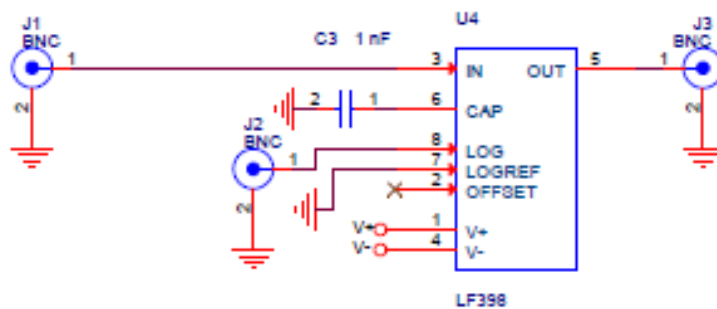 J1
BNC
1
2
C3 1 nF
2 1
J2
BNC
1
2
U4
3 IN
6 CAP
8 LOG
7 LOGREF
2 OFFSET
V+ 1 V+
V- 4 V-
OUT 5
LF398
J3
BNC
1
2